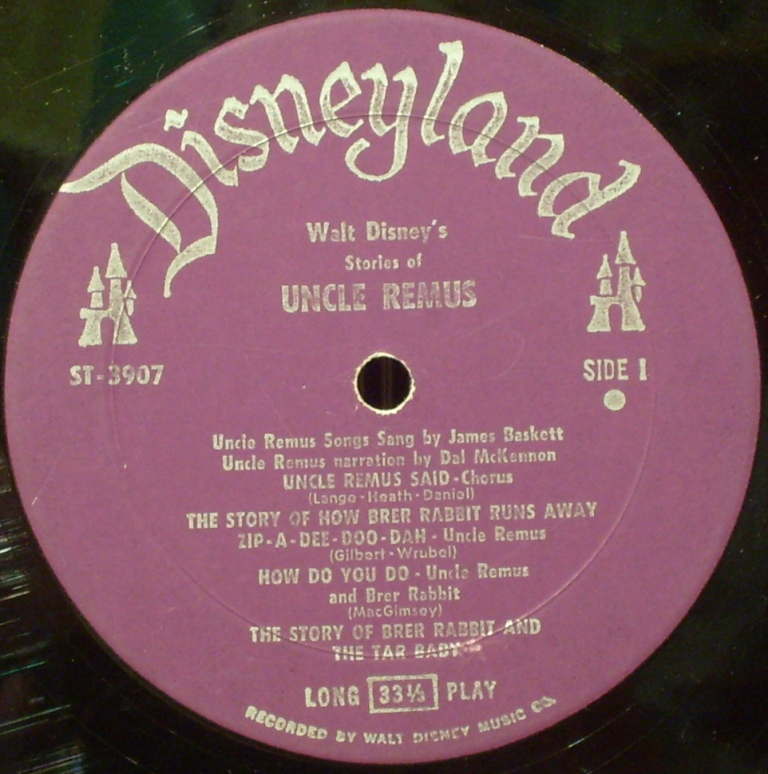 Disneyland
Walt Disney's
Stories of
UNCLE REMUS
ST-3907
SIDE 1
Uncle Remus Songs Sang by James Baskett
Uncle Remus narration by Dal McKennon
UNCLE REMUS SAID - Chorus
(Lange - Heath - Daniel)
THE STORY OF HOW BRER RABBIT RUNS AWAY
ZIP-A-DEE-DOO-DAH - Uncle Remus
(Gilbert - Wrubel)
HOW DO YOU DO - Uncle Remus
and Brer Rabbit
(MacGimsey)
THE STORY OF BRER RABBIT AND
THE TAR BABY
LONG 33⅓ PLAY
RECORDED BY WALT DISNEY MUSIC CO.